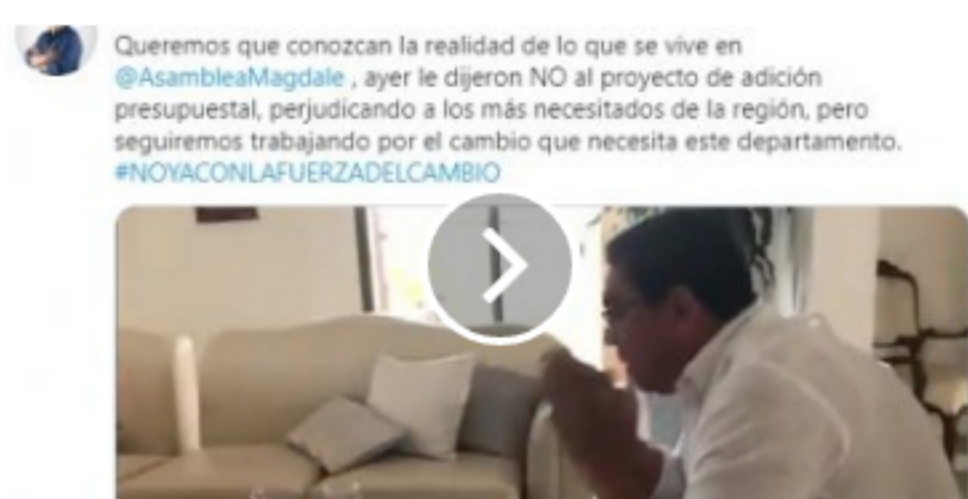 Queremos que conozcan la realidad de lo que se vive en
@AsambleaMagdale , ayer le dijeron NO al proyecto de adición
presupuestal, perjudicando a los más necesitados de la región, pero
seguiremos trabajando por el cambio que necesita este departamento.
#NOYACONLAFUERZADELCAMBIO